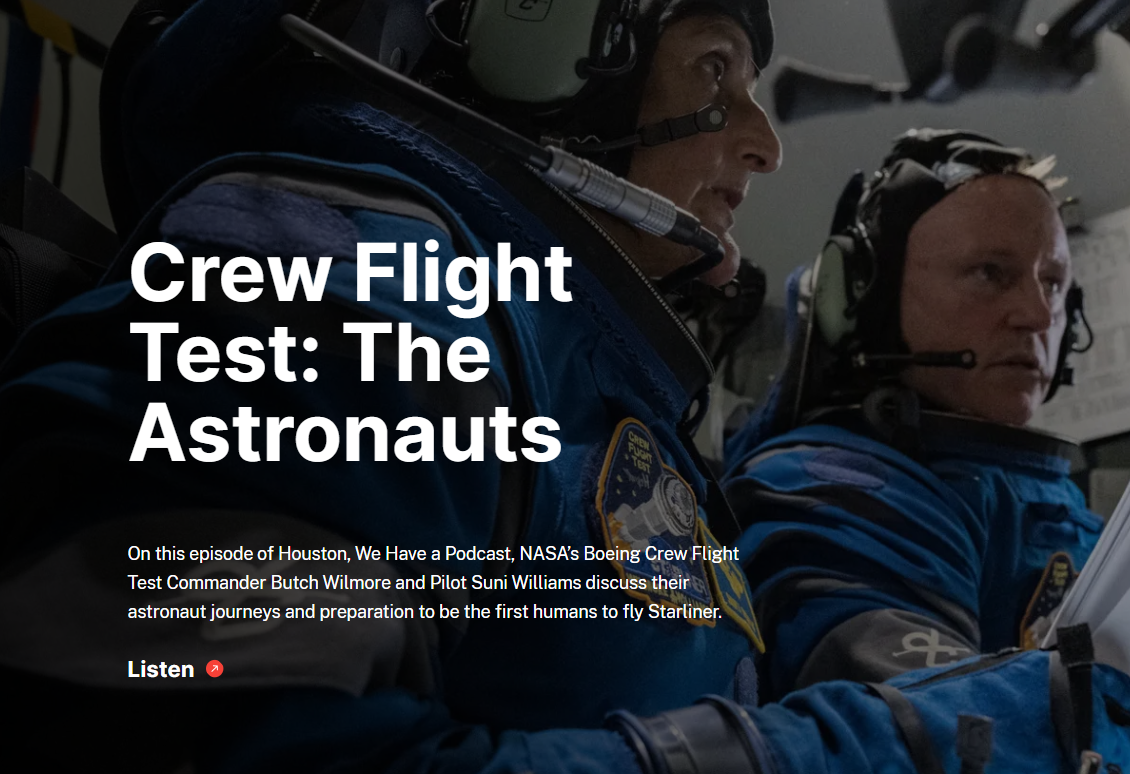 Crew Flight
Test: The
Astronauts
CREW
FLIGHT
TEST
On this episode of Houston, We Have a Podcast, NASA’s Boeing Crew Flight
Test Commander Butch Wilmore and Pilot Suni Williams discuss their
astronaut journeys and preparation to be the first humans to fly Starliner.
Listen